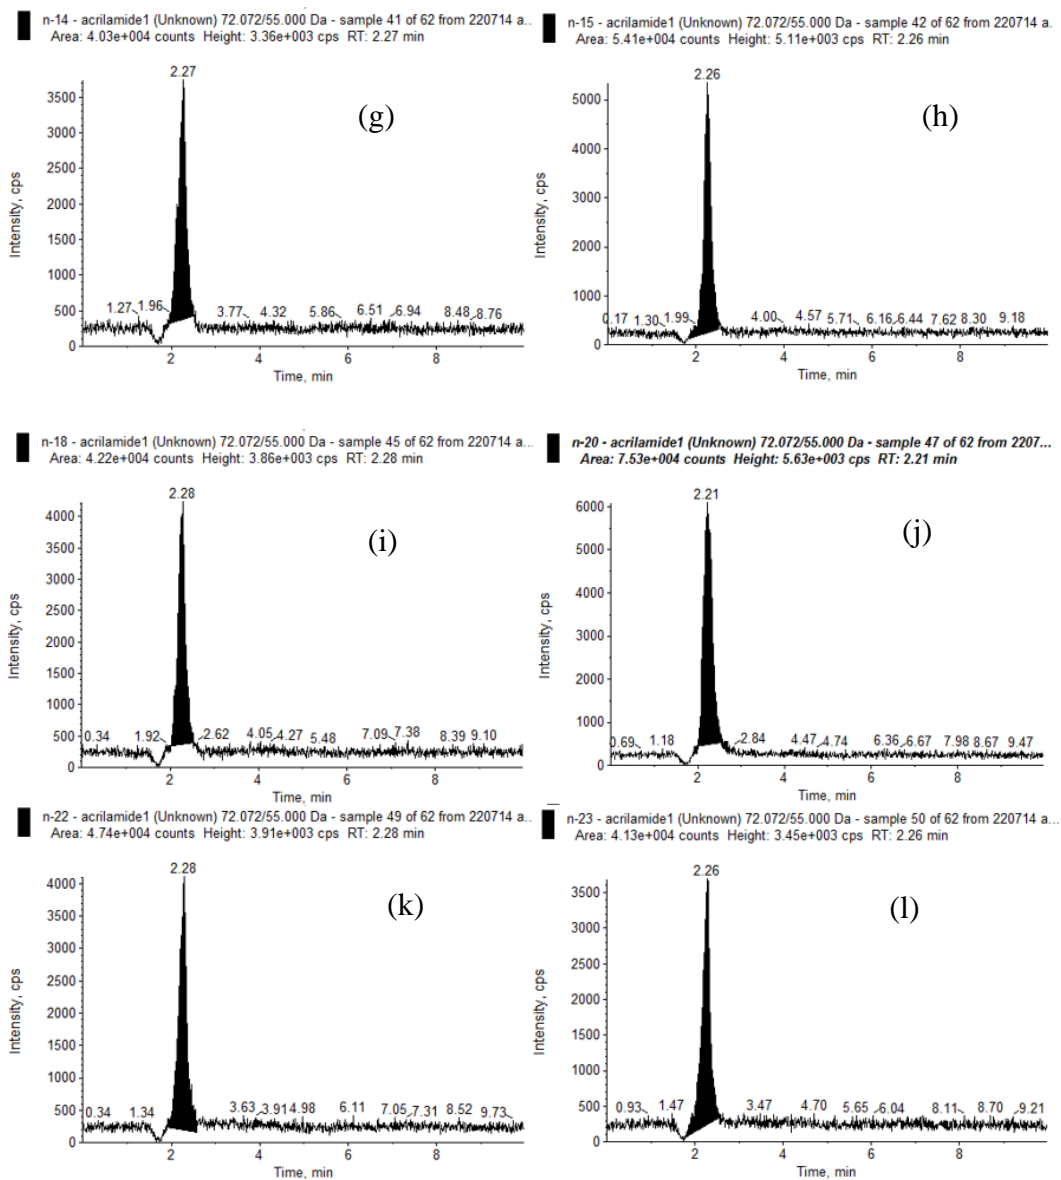 n-14 - acrilamide1 (Unknown) 72.072/55.000 Da - sample 41 of 62 from 220714 a...
Area: 4.03e+004 counts Height: 3.36e+003 cps RT: 2.27 min
2.27
(g)
3500
3000
2500
2000
1500
1000
500
0
Intensity, cps
1.27 1.96 3.77 4.32 5.86 6.51 6.94 8.48 8.76
2 4 6 8
Time, min
n-15 - acrilamide1 (Unknown) 72.072/55.000 Da - sample 42 of 62 from 220714 a...
Area: 5.41e+004 counts Height: 5.11e+003 cps RT: 2.26 min
2.26
(h)
5000
4000
3000
2000
1000
0
Intensity, cps
0.17 1.30 1.99 4.00 4.57 5.71 6.16 6.44 7.62 8.30 9.18
2 4 6 8
Time, min
n-18 - acrilamide1 (Unknown) 72.072/55.000 Da - sample 45 of 62 from 220714 a...
Area: 4.22e+004 counts Height: 3.86e+003 cps RT: 2.28 min
2.28
(i)
4000
3500
3000
2500
2000
1500
1000
500
0
Intensity, cps
0.34 1.92 2.62 4.05 4.27 5.48 7.09 7.38 8.39 9.10
2 4 6 8
Time, min
n-20 - acrilamide1 (Unknown) 72.072/55.000 Da - sample 47 of 62 from 2207...
Area: 7.53e+004 counts Height: 5.63e+003 cps RT: 2.21 min
2.21
(j)
6000
5000
4000
3000
2000
1000
0
Intensity, cps
0.69 1.18 2.84 4.47 4.74 6.36 6.67 7.98 8.67 9.47
2 4 6 8
Time, min
n-22 - acrilamide1 (Unknown) 72.072/55.000 Da - sample 49 of 62 from 220714 a...
Area: 4.74e+004 counts Height: 3.91e+003 cps RT: 2.28 min
2.28
(k)
4000
3500
3000
2500
2000
1500
1000
500
0
Intensity, cps
0.34 1.34 3.63 3.91 4.98 6.11 7.05 7.31 8.52 9.73
2 4 6 8
Time, min
n-23 - acrilamide1 (Unknown) 72.072/55.000 Da - sample 50 of 62 from 220714 a...
Area: 4.13e+004 counts Height: 3.45e+003 cps RT: 2.26 min
2.26
(l)
3500
3000
2500
2000
1500
1000
500
0
Intensity, cps
0.93 1.47 3.47 4.70 5.65 6.04 8.11 8.70 9.21
2 4 6 8
Time, min